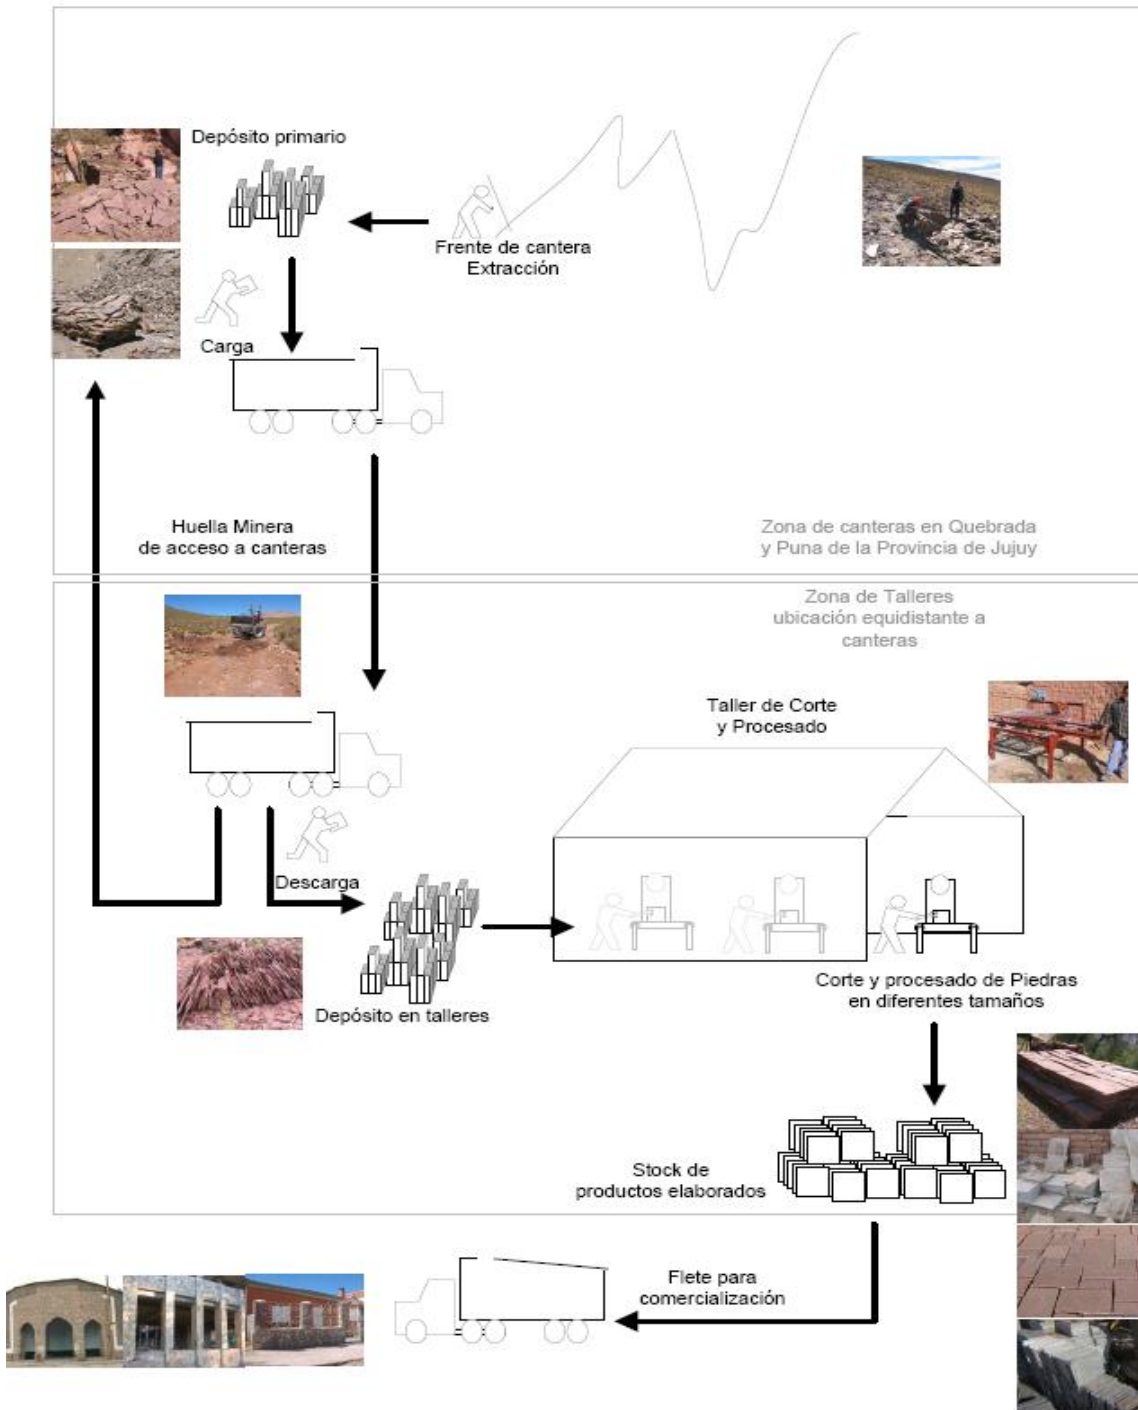 Depósito primario
Frente de cantera
Extracción
Carga
Huella Minera
de acceso a canteras
Zona de canteras en Quebrada
y Puna de la Provincia de Jujuy
Zona de Talleres
ubicación equidistante a
canteras
Taller de Corte
y Procesado
Descarga
Depósito en talleres
Corte y procesado de Piedras
en diferentes tamaños
Stock de
productos elaborados
Flete para
comercialización